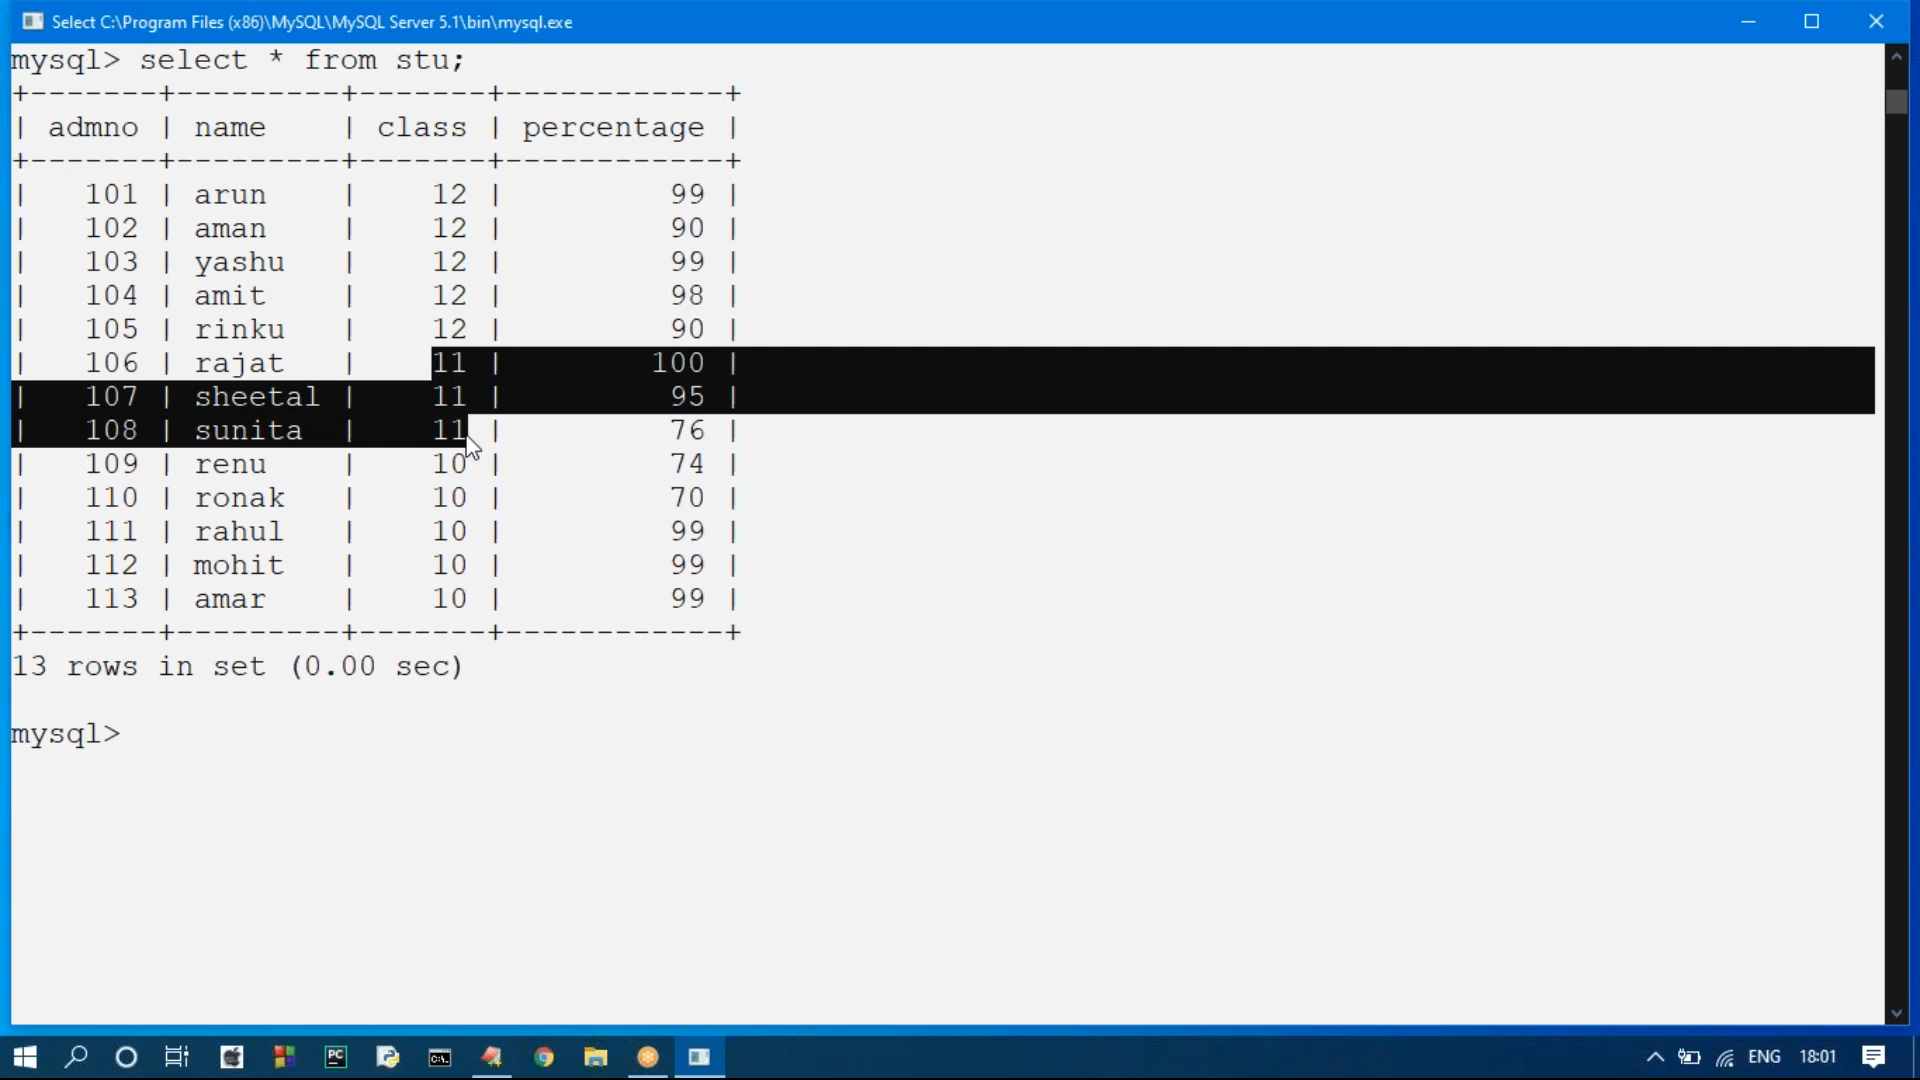 Select C:\Program Files (x86)\MySQL\MySQL Server 5.1\bin\mysql.exe
mysql> select * from stu;
+-------+---------+-------+------------+
| admno | name    | class | percentage |
+-------+---------+-------+------------+
|   101 | arun    |    12 |         99 |
|   102 | aman    |    12 |         90 |
|   103 | yashu   |    12 |         99 |
|   104 | amit    |    12 |         98 |
|   105 | rinku   |    12 |         90 |
|   106 | rajat   |    11 |        100 |
|   107 | sheetal |    11 |         95 |
|   108 | sunita  |    11 |         76 |
|   109 | renu    |    10 |         74 |
|   110 | ronak   |    10 |         70 |
|   111 | rahul   |    10 |         99 |
|   112 | mohit   |    10 |         99 |
|   113 | amar    |    10 |         99 |
+-------+---------+-------+------------+
13 rows in set (0.00 sec)
mysql>
PC C:\. ENG 18:01